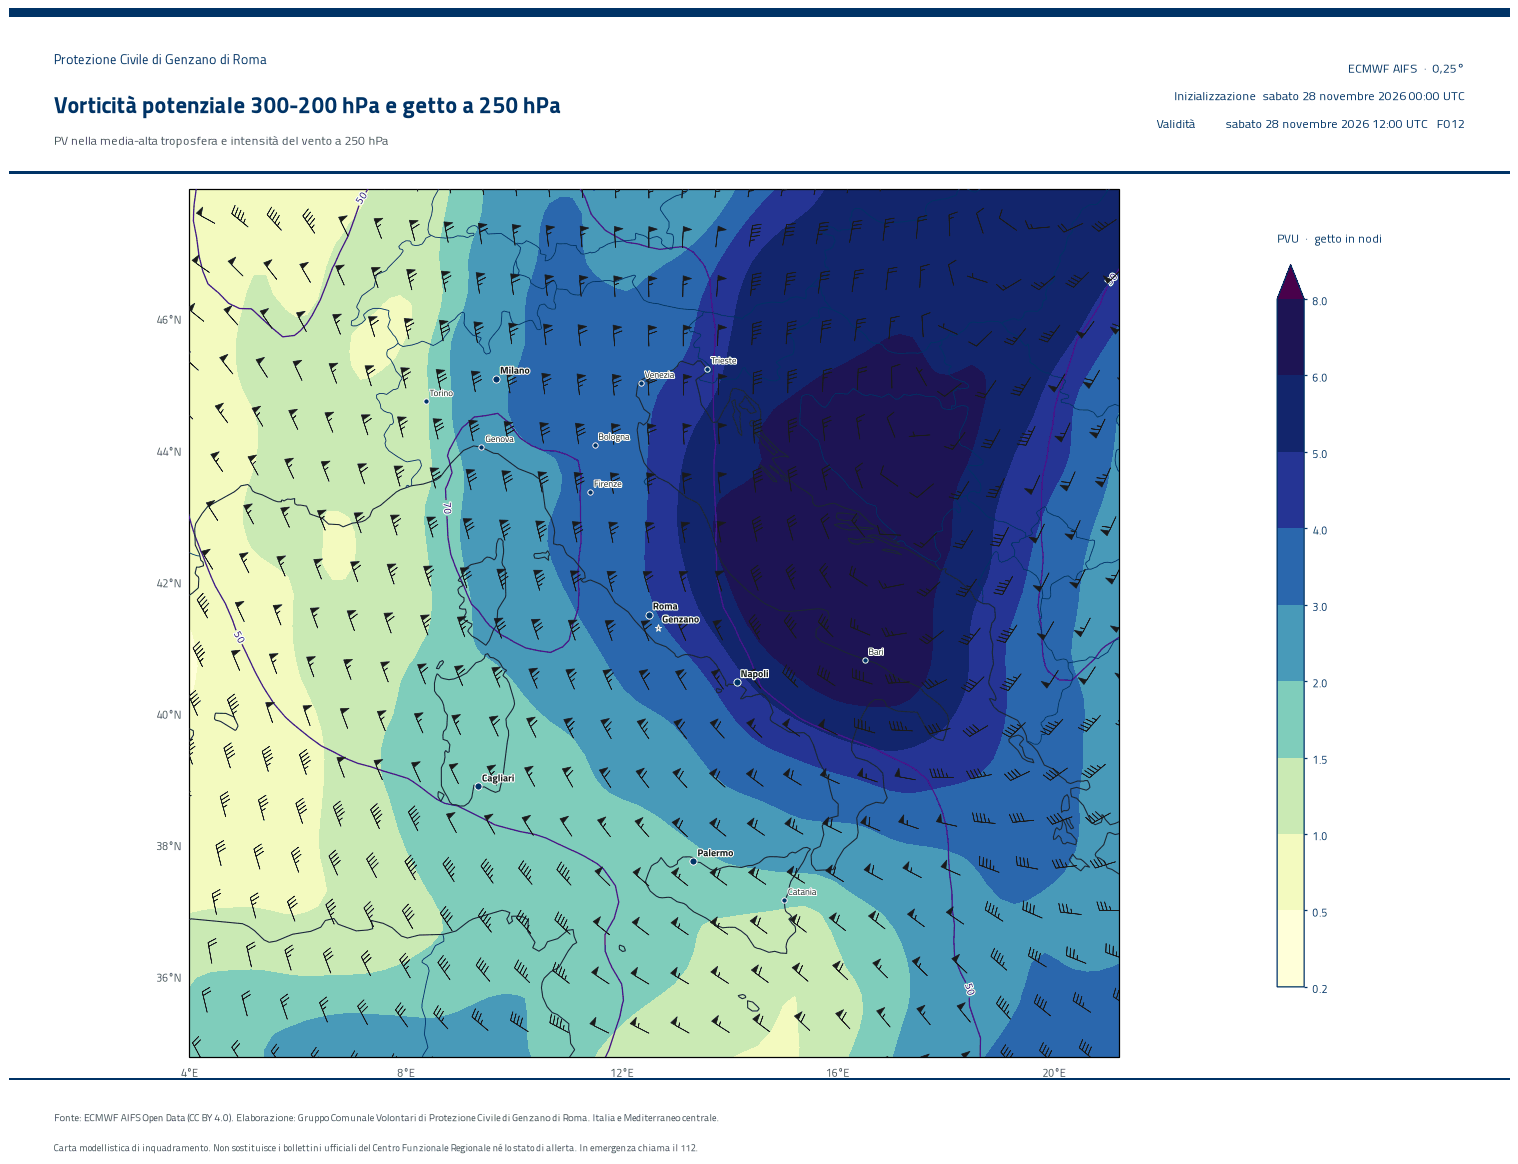 Protezione Civile di Genzano di Roma
Vorticità potenziale 300-200 hPa e getto a 250 hPa
PV nella media-alta troposfera e intensità del vento a 250 hPa
ECMWF AIFS · 0,25°
Inizializzazione sabato 28 novembre 2026 00:00 UTC
Validità sabato 28 novembre 2026 12:00 UTC F012
PVU · getto in nodi
8.0
6.0
5.0
4.0
3.0
2.0
1.5
1.0
0.5
0.2
50
50
70
50
46°N
44°N
42°N
40°N
38°N
36°N
4°E
8°E
12°E
16°E
20°E
Trieste
Milano
Venezia
Torino
Bologna
Genova
Firenze
Roma
Genzano
Bari
Napoli
Cagliari
Palermo
Catania
Fonte: ECMWF AIFS Open Data (CC BY 4.0). Elaborazione: Gruppo Comunale Volontari di Protezione Civile di Genzano di Roma. Italia e Mediterraneo centrale.
Carta modellistica di inquadramento. Non sostituisce i bollettini ufficiali del Centro Funzionale Regionale né lo stato di allerta. In emergenza chiama il 112.